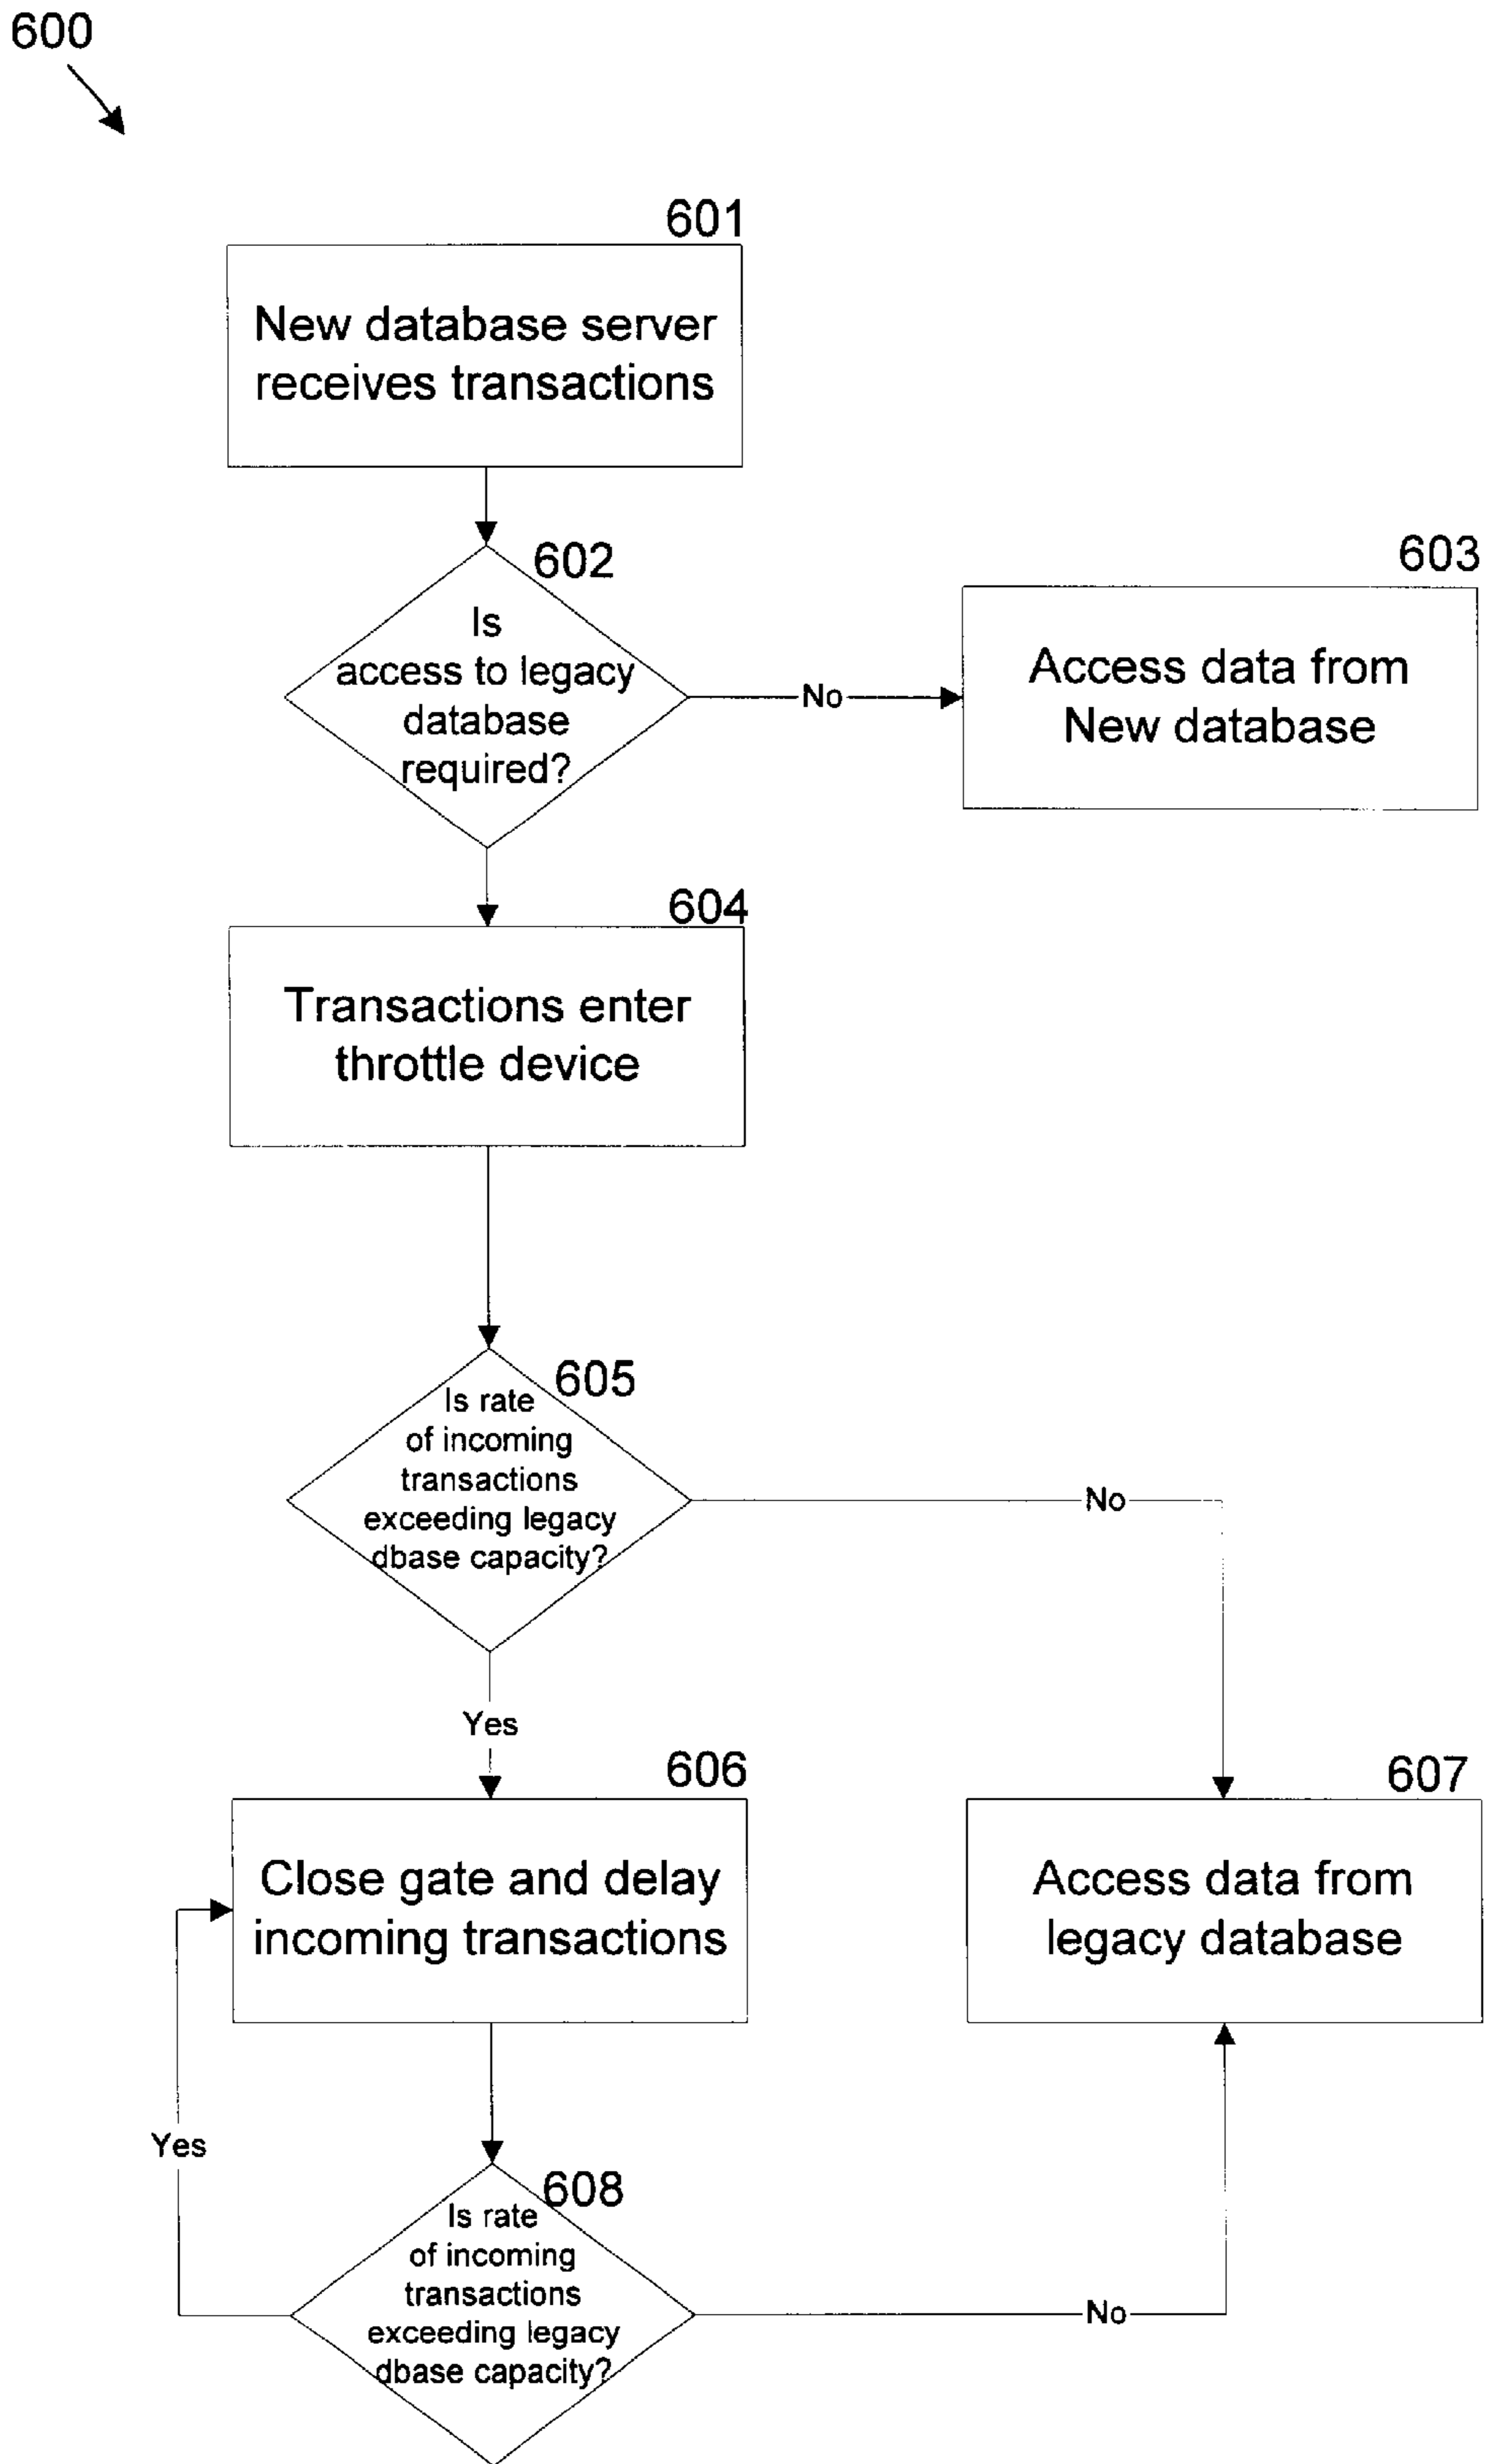 600
601
New database server
receives transactions
602
Is
access to legacy
database
required?
No
603
Access data from
New database
604
Transactions enter
throttle device
605
Is rate
of incoming
transactions
exceeding legacy
dbase capacity?
No
Yes
606
Close gate and delay
incoming transactions
607
Access data from
legacy database
Yes
608
Is rate
of incoming
transactions
exceeding legacy
dbase capacity?
No